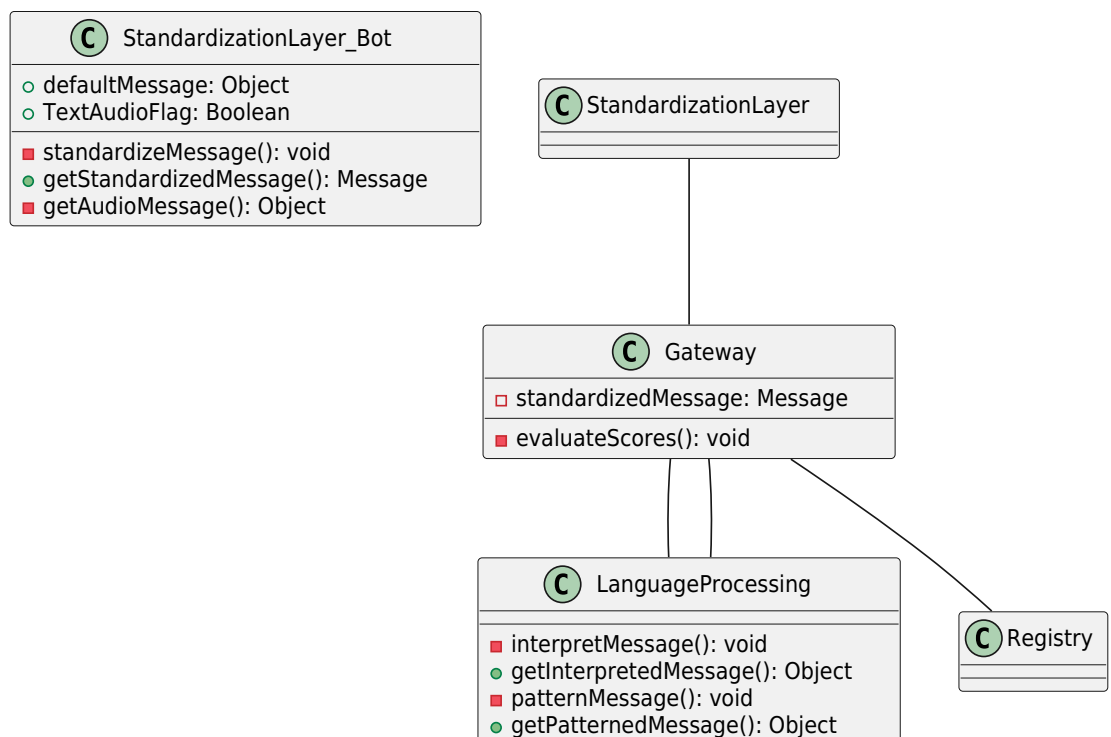 C StandardizationLayer_Bot
defaultMessage: Object
TextAudioFlag: Boolean
standardizeMessage(): void
getStandardizedMessage(): Message
getAudioMessage(): Object
C StandardizationLayer
C Gateway
standardizedMessage: Message
evaluateScores(): void
C LanguageProcessing
interpretMessage(): void
getInterpretedMessage(): Object
patternMessage(): void
getPatternedMessage(): Object
C Registry